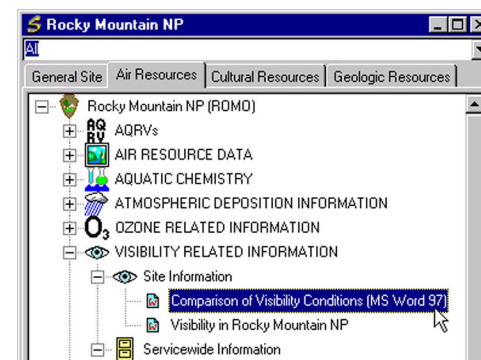 Rocky Mountain NP
All
General Site Air Resources Cultural Resources Geologic Resources
Rocky Mountain NP (ROMO)
AQRV AQRVs
AIR RESOURCE DATA
AQUATIC CHEMISTRY
ATMOSPHERIC DEPOSITION INFORMATION
O3 OZONE RELATED INFORMATION
VISIBILITY RELATED INFORMATION
Site Information
Comparison of Visibility Conditions (MS Word 97)
Visibility in Rocky Mountain NP
Servicewide Information